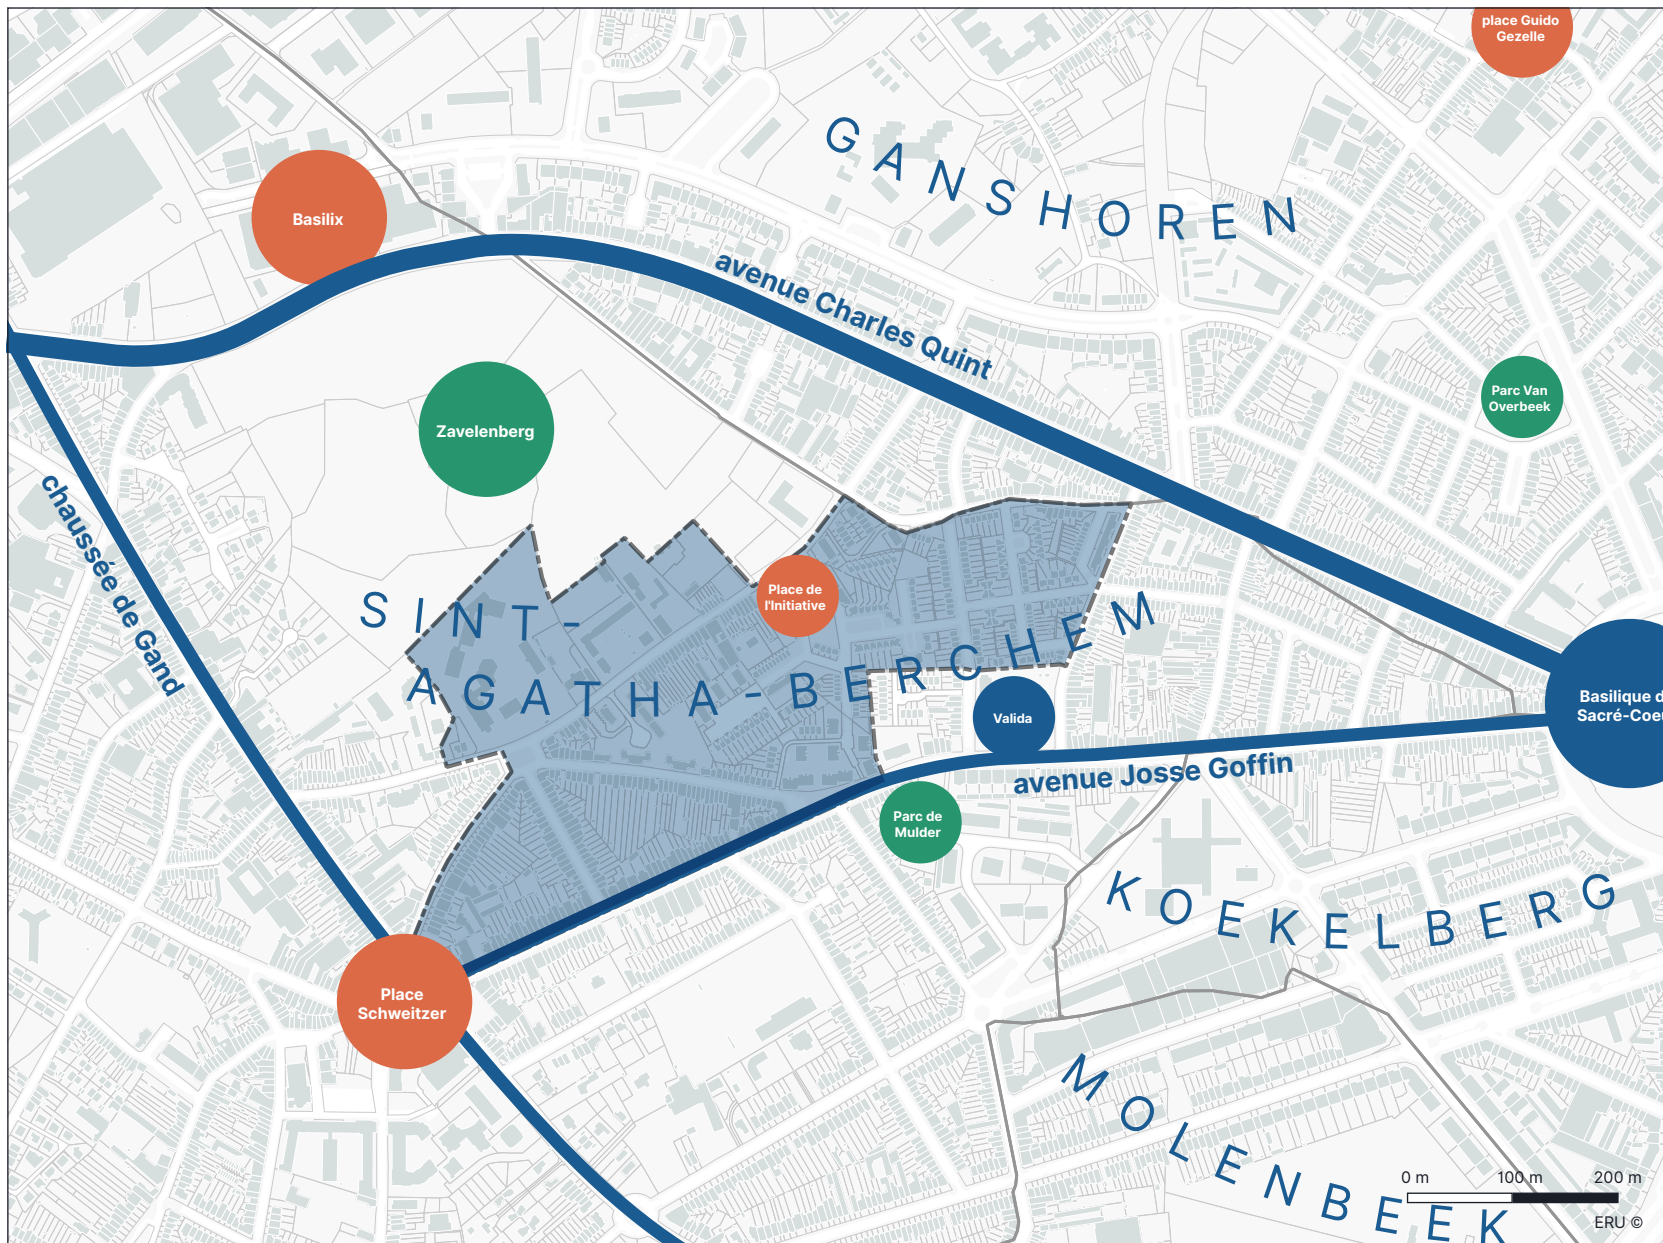 place Guido
Gezelle
GANSHOREN
Basilix
avenue Charles Quint
Parc Van
Overbeek
Zavelenberg
chaussée de Gand
Place de
l'Initiative
SINT-
AGATHA-BERCHEM
Valida
Basilique d
Sacré-Coeu
avenue Josse Goffin
Parc de
Mulder
KOEKELBERG
Place
Schweitzer
MOLENBEEK
0 m 100 m 200 m
ERU ©